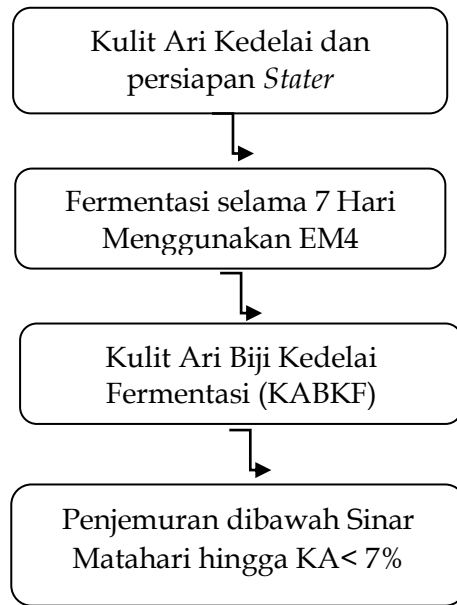 Kulit Ari Kedelai dan
persiapan Stater
Fermentasi selama 7 Hari
Menggunakan EM4
Kulit Ari Biji Kedelai
Fermentasi (KABKF)
Penjemuran dibawah Sinar
Matahari hingga KA< 7%